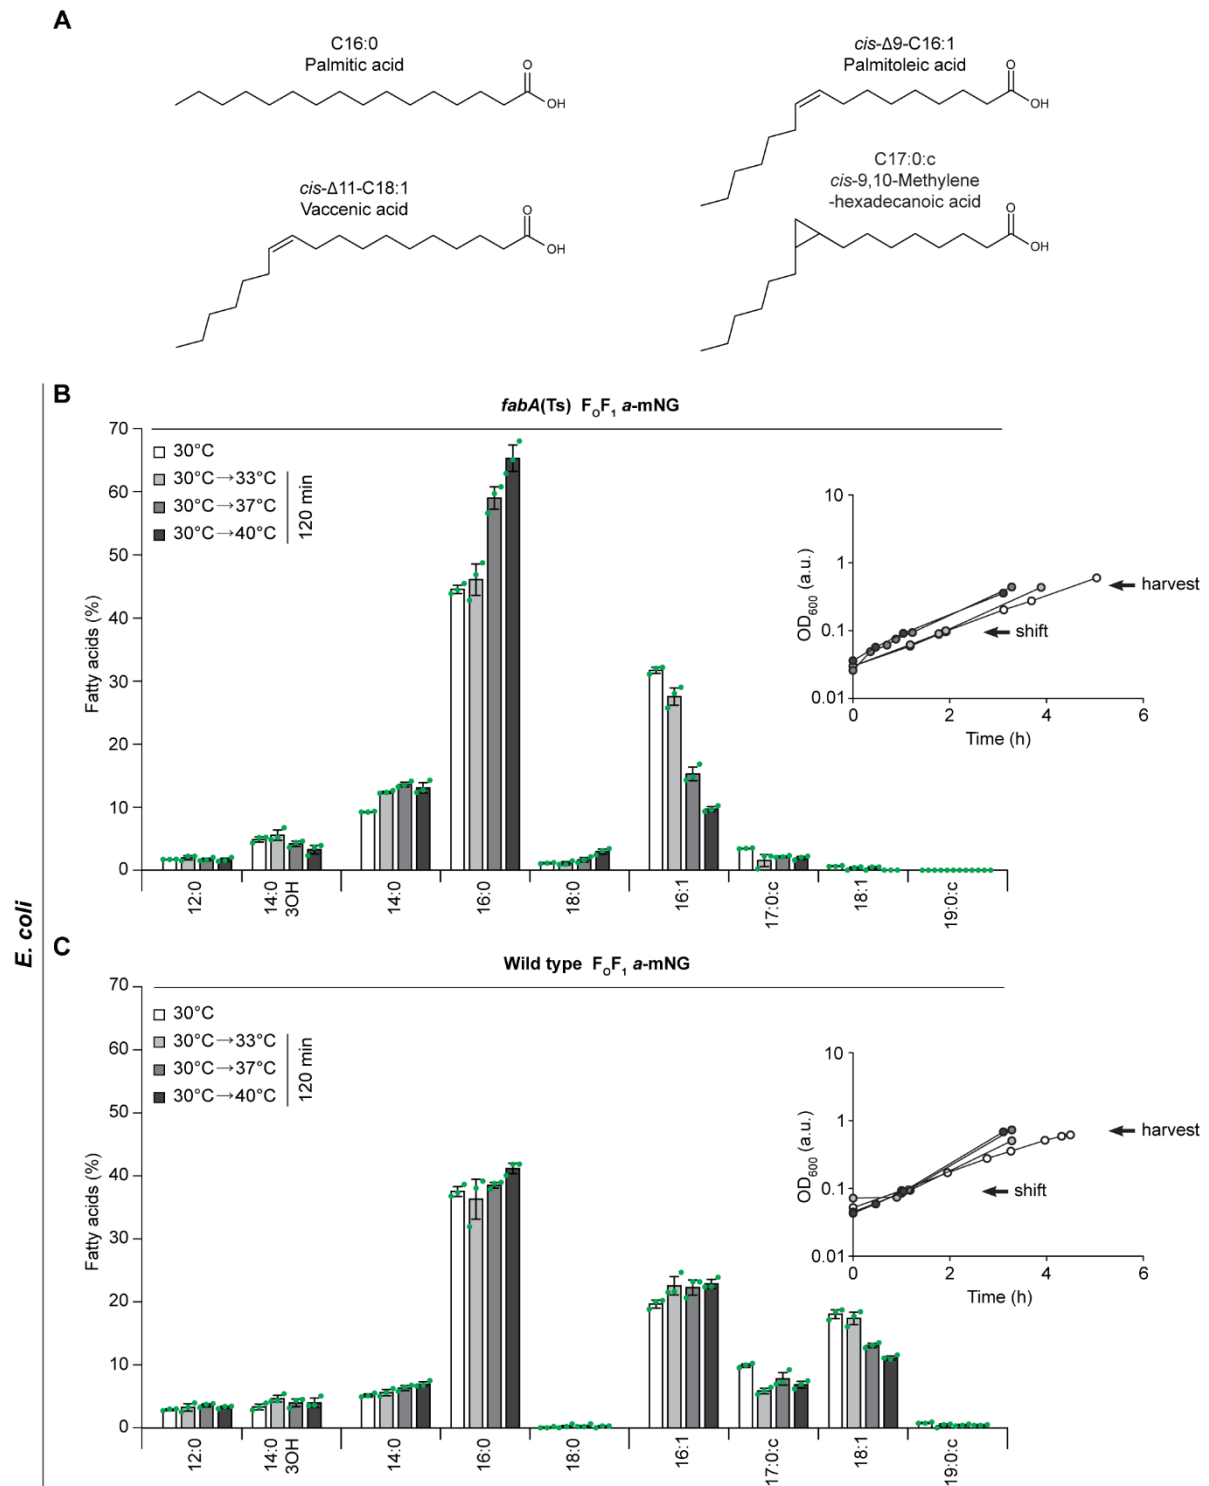 A
C16:0
Palmitic acid
O
OH
cis-Δ9-C16:1
Palmitoleic acid
O
OH
cis-Δ11-C18:1
Vaccenic acid
O
OH
C17:0:c
cis-9,10-Methylene
-hexadecanoic acid
O
OH
E. coli
B
fabA(Ts) FOF1 a-mNG
Fatty acids (%)
70
60
50
40
30
20
10
0
30°C
30°C→33°C
30°C→37°C
30°C→40°C
120 min
12:0
14:0
3OH
14:0
16:0
18:0
16:1
17:0:c
18:1
19:0:c
OD600 (a.u.)
10
1
0.1
0.01
0
2
4
6
Time (h)
harvest
shift
C
Wild type FOF1 a-mNG
Fatty acids (%)
70
60
50
40
30
20
10
0
30°C
30°C→33°C
30°C→37°C
30°C→40°C
120 min
12:0
14:0
3OH
14:0
16:0
18:0
16:1
17:0:c
18:1
19:0:c
OD600 (a.u.)
10
1
0.1
0.01
0
2
4
6
Time (h)
harvest
shift